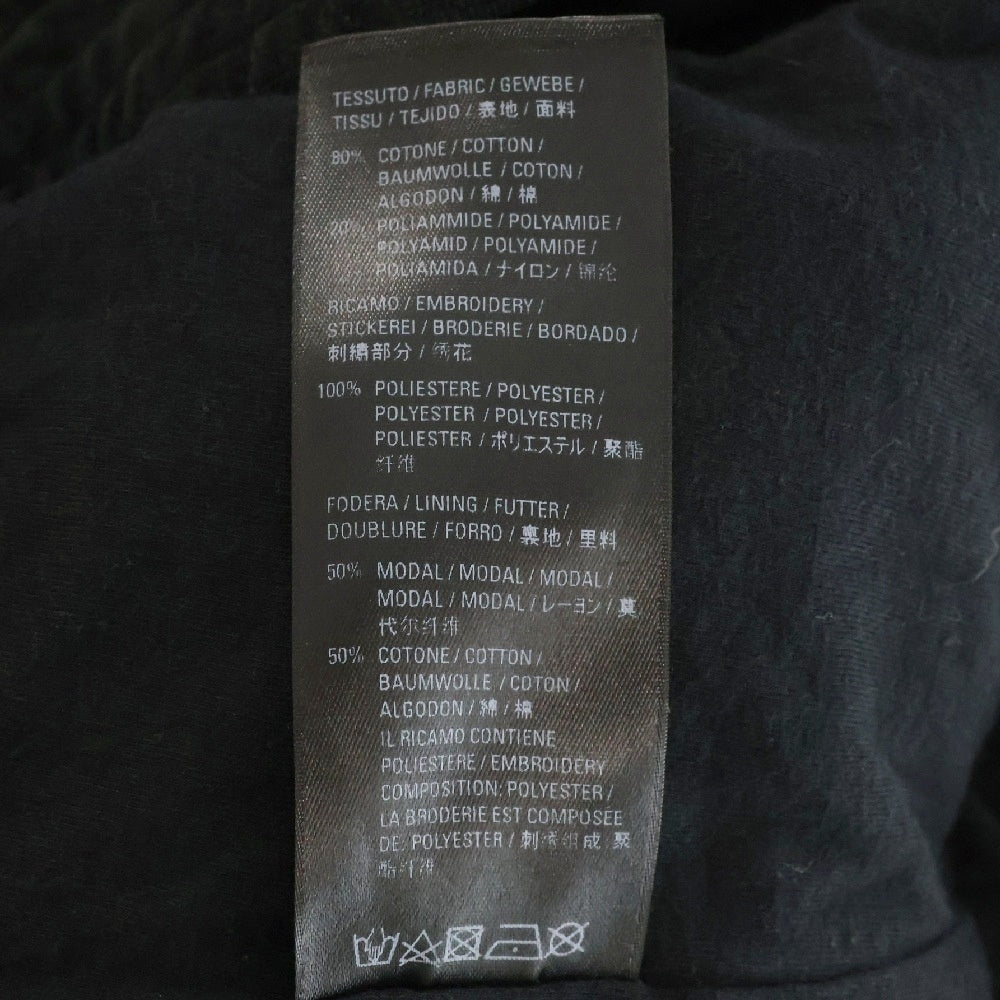 TESSUTO / FABRIC / GEWEBE /
TISSU / TEJIDO /表地 / 面料
80% COTONE / COTTON /
BAUMWOLLE / COTON /
ALGODON / 綿 / 棉
20% POLIAMMIDE / POLYAMIDE /
POLYAMID / POLYAMIDE /
POLIAMIDA / ナイロン / 锦纶
RICAMO / EMBROIDERY /
STICKEREI / BRODERIE / BORDADO /
刺繍部分 / 绣花
100% POLIESTERE / POLYESTER /
POLYESTER / POLYESTER /
POLIESTER / ポリエステル / 聚酯
纤维
FODERA / LINING / FUTTER /
DOUBLURE / FORRO / 裏地 / 里料
50% MODAL / MODAL / MODAL /
MODAL / MODAL / レーヨン / 莫
代尔纤维
50% COTONE / COTTON /
BAUMWOLLE / COTON /
ALGODON / 綿 / 棉
IL RICAMO CONTIENE
POLIESTERE / EMBROIDERY
COMPOSITION: POLYESTER /
LA BRODERIE EST COMPOSEE
DE: POLYESTER / 刺绣组成: 聚
酯纤维